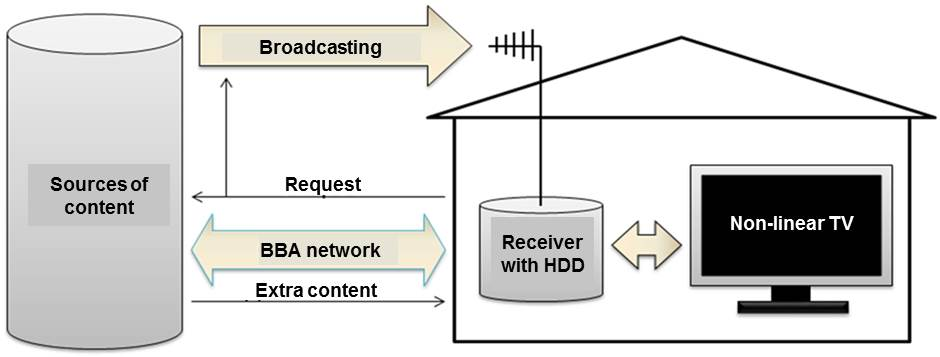 Broadcasting
Sources of
content
Request
BBA network
Extra content
Receiver
with HDD
Non-linear TV